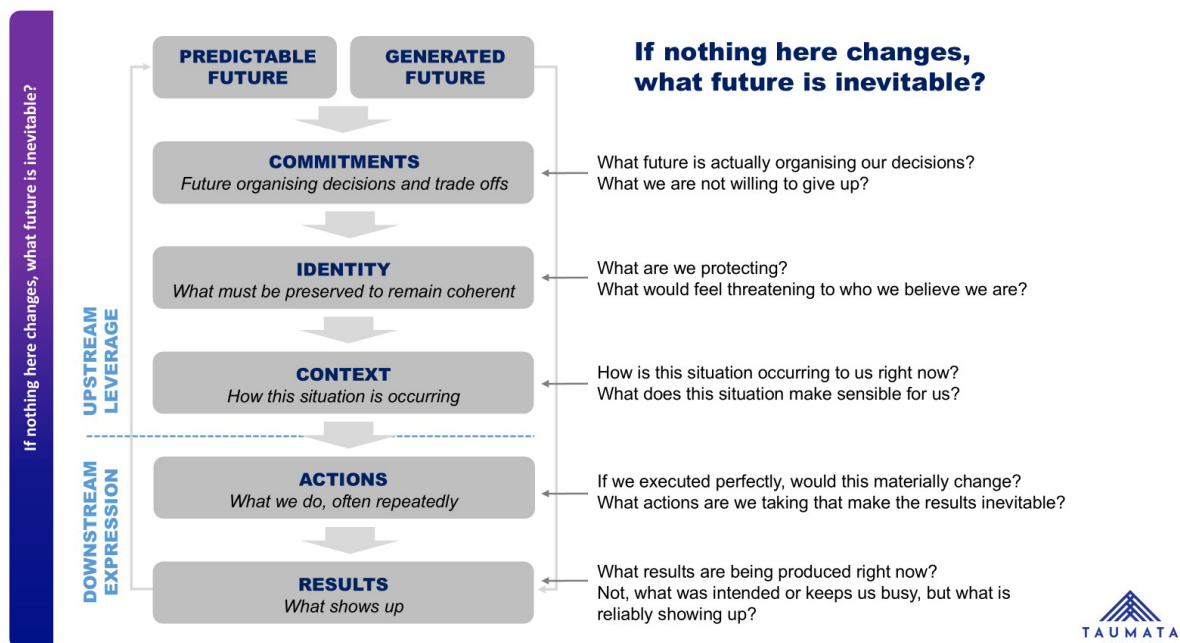 If nothing here changes, what future is inevitable?
PREDICTABLE
FUTURE
GENERATED
FUTURE
If nothing here changes,
what future is inevitable?
COMMITMENTS
Future organising decisions and trade offs
What future is actually organising our decisions?
What we are not willing to give up?
IDENTITY
What must be preserved to remain coherent
What are we protecting?
What would feel threatening to who we believe we are?
UPSTREAM
LEVERAGE
CONTEXT
How this situation is occurring
How is this situation occurring to us right now?
What does this situation make sensible for us?
DOWNSTREAM
EXPRESSION
ACTIONS
What we do, often repeatedly
If we executed perfectly, would this materially change?
What actions are we taking that make the results inevitable?
RESULTS
What shows up
What results are being produced right now?
Not, what was intended or keeps us busy, but what is
reliably showing up?
TAUMATA